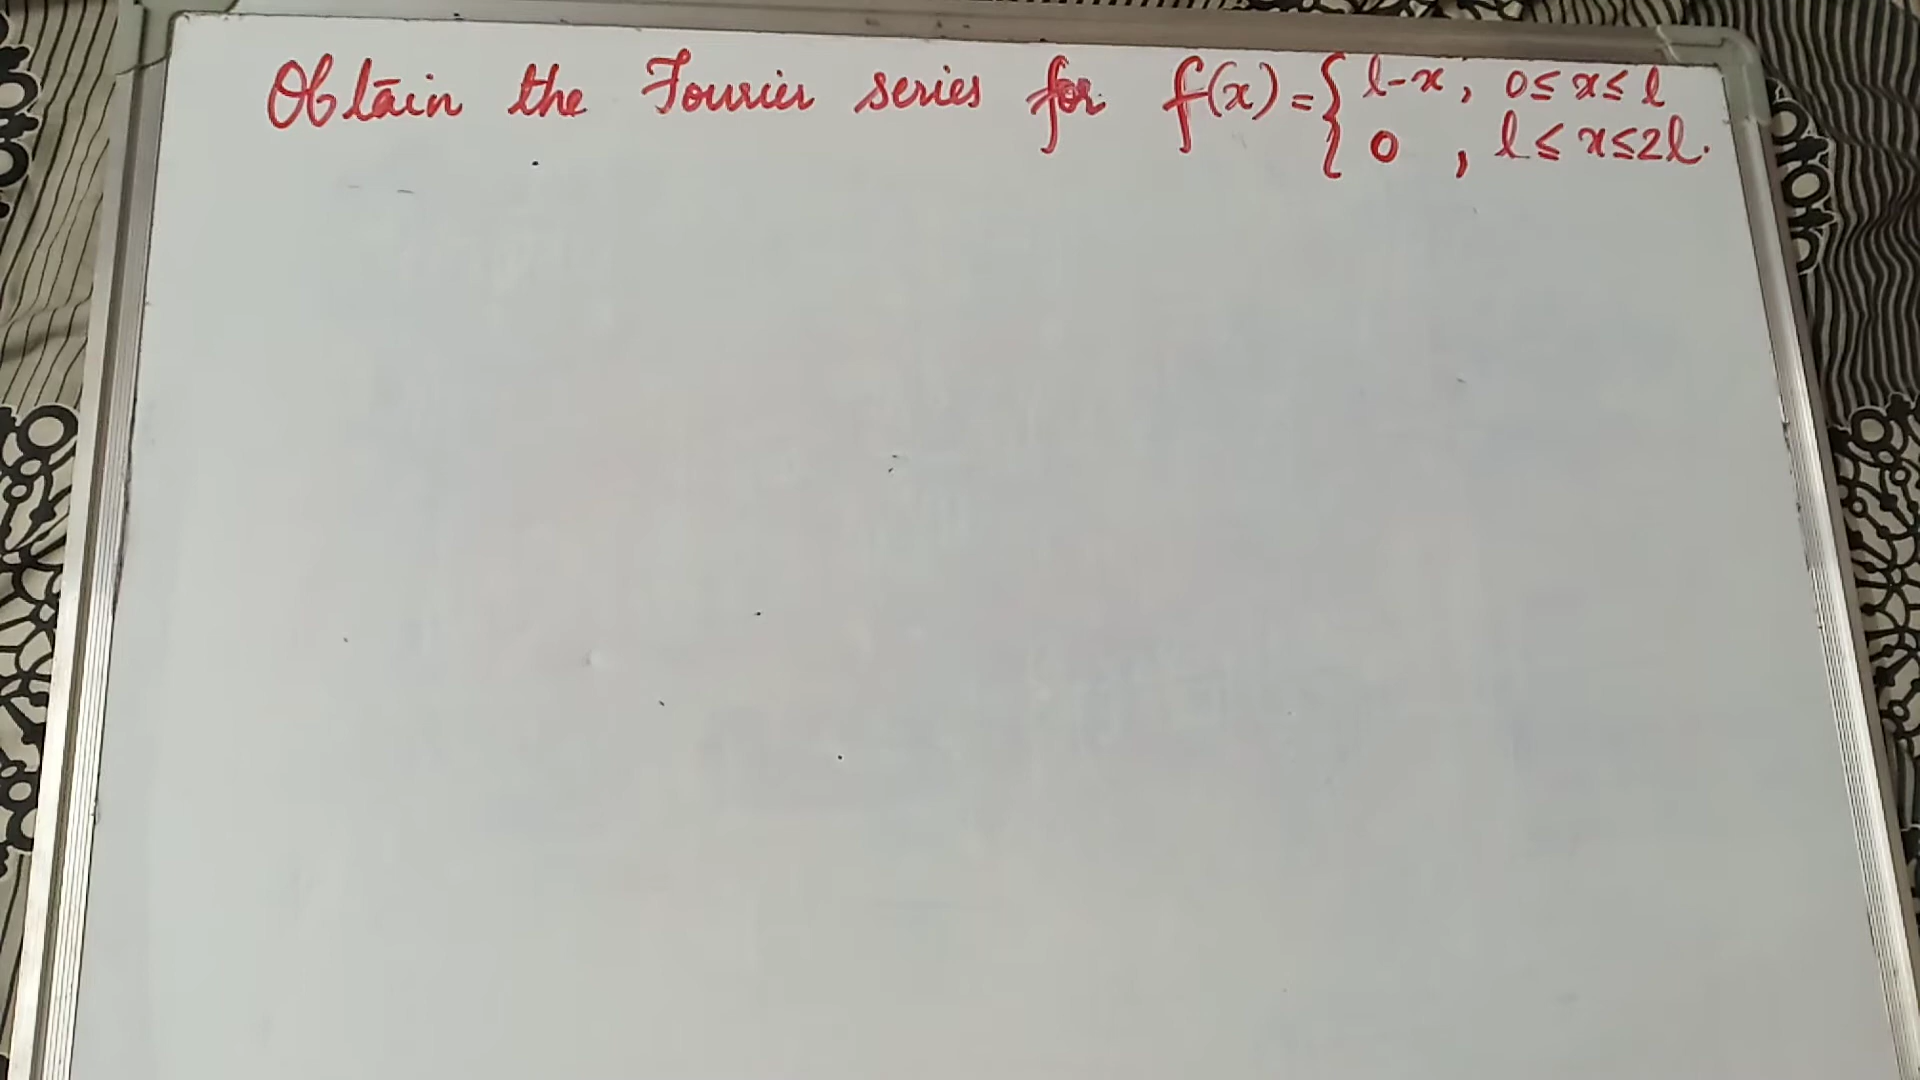 Obtain the Fourier series for f(x) = { l-x, 0 ≤ x ≤ l
0 , l ≤ x ≤ 2l.